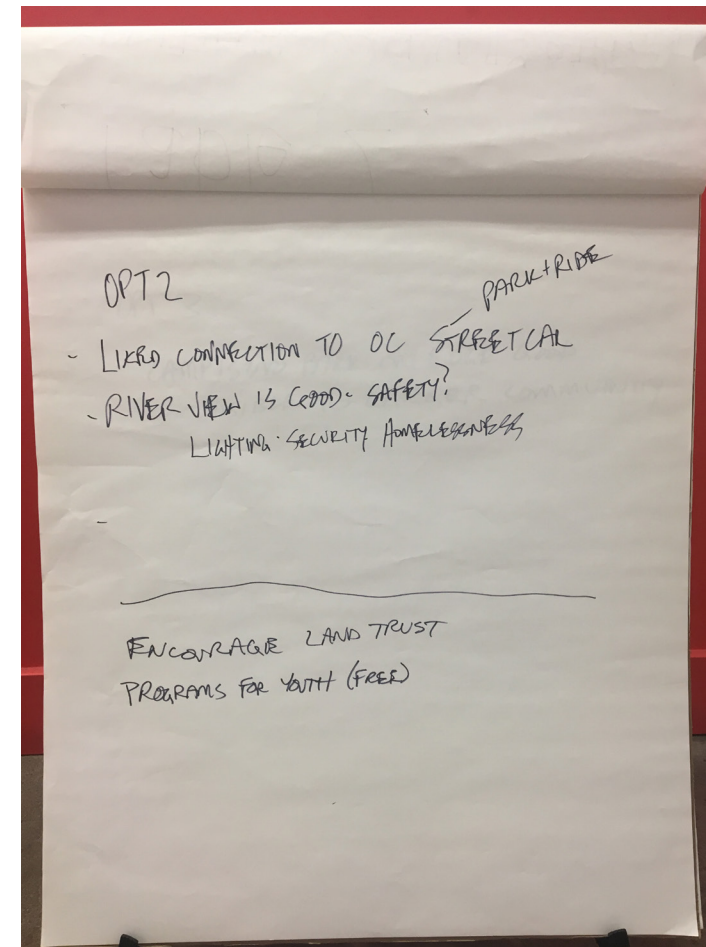 OPT 2
PARK + RIDE
- LIKED CONNECTION TO OC STREETCAR
- RIVER VIEW IS GOOD - SAFETY?
LIGHTING · SECURITY HOMELESSNESS
-
ENCOURAGE LAND TRUST
PROGRAMS FOR YOUTH (FREE)